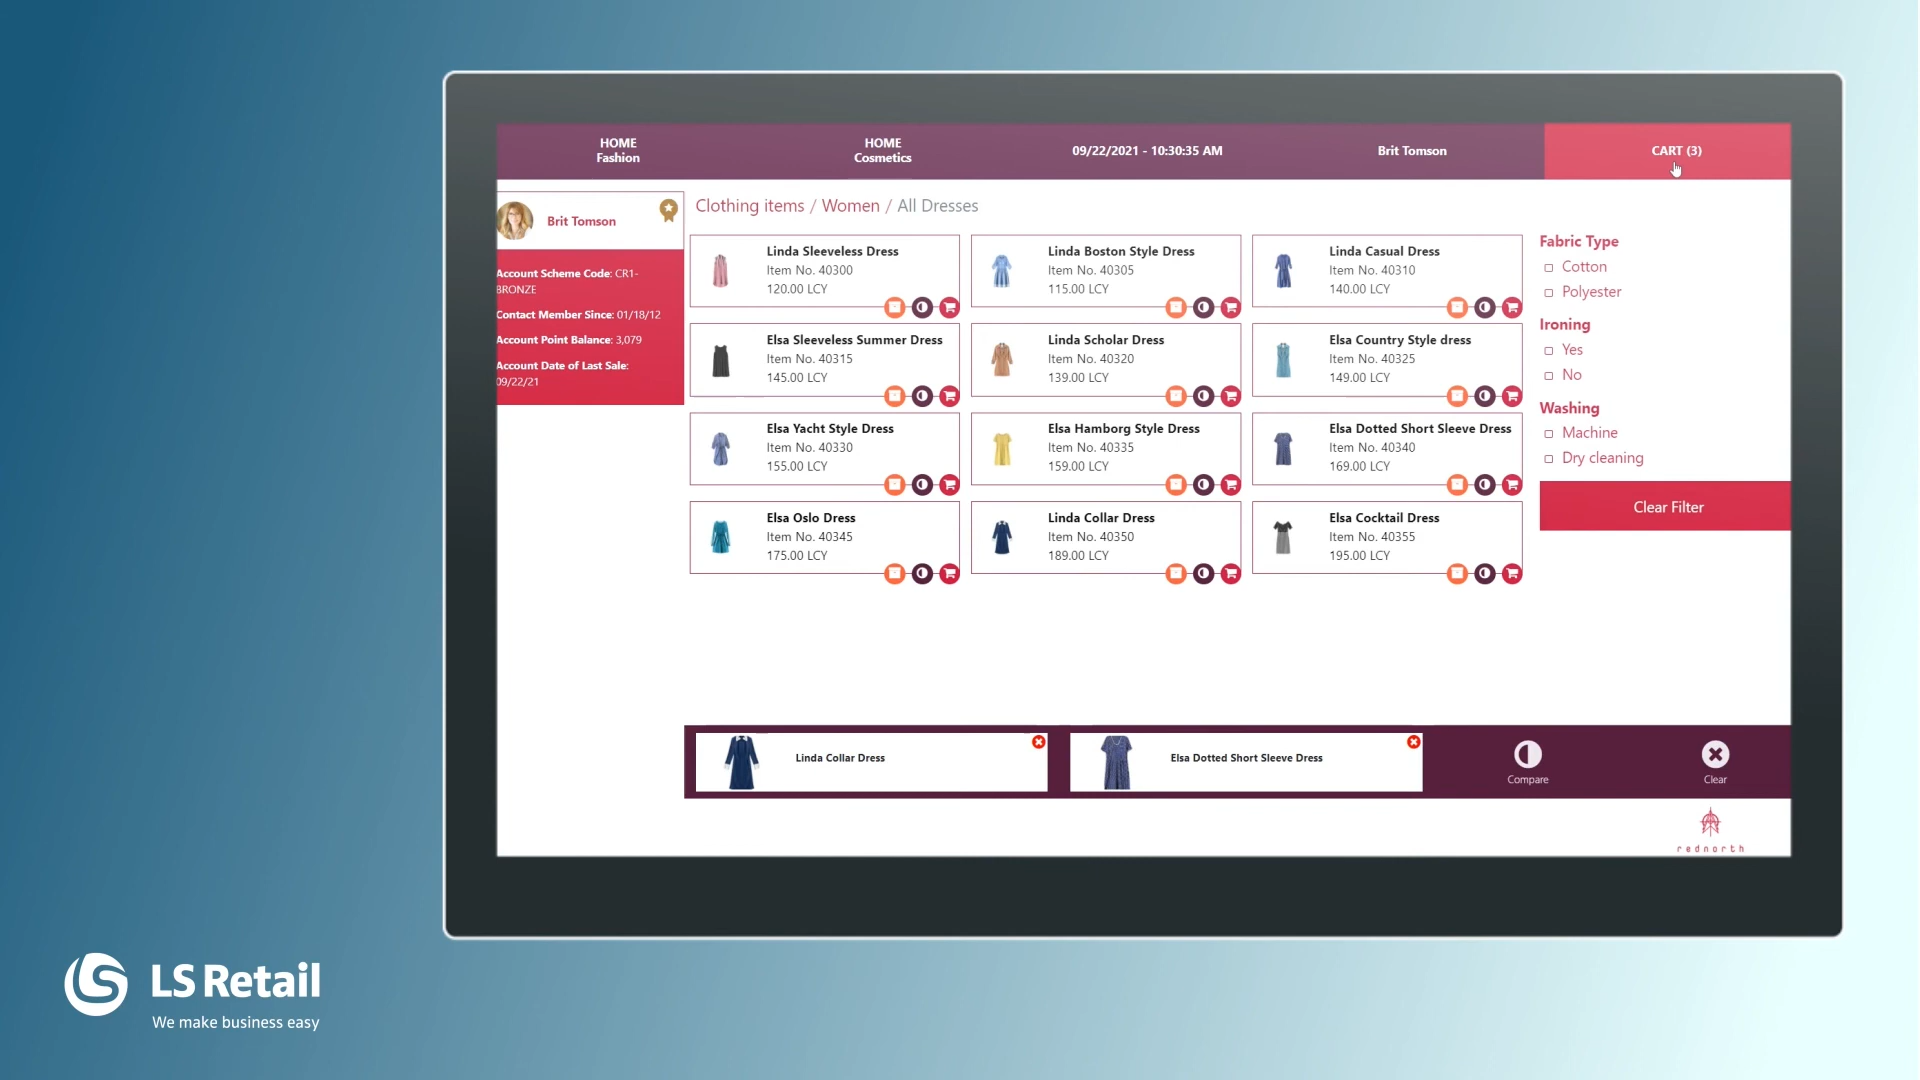 HOME
Fashion
HOME
Cosmetics
09/22/2021 - 10:30:35 AM
Brit Tomson
CART (3)
Brit Tomson
Account Scheme Code: CR1-
BRONZE
Contact Member Since: 01/18/12
Account Point Balance: 3,079
Account Date of Last Sale:
09/22/21
Clothing items / Women / All Dresses
Linda Sleeveless Dress
Item No. 40300
120.00 LCY
Linda Boston Style Dress
Item No. 40305
115.00 LCY
Linda Casual Dress
Item No. 40310
140.00 LCY
Elsa Sleeveless Summer Dress
Item No. 40315
145.00 LCY
Linda Scholar Dress
Item No. 40320
139.00 LCY
Elsa Country Style dress
Item No. 40325
149.00 LCY
Elsa Yacht Style Dress
Item No. 40330
155.00 LCY
Elsa Hamborg Style Dress
Item No. 40335
159.00 LCY
Elsa Dotted Short Sleeve Dress
Item No. 40340
169.00 LCY
Elsa Oslo Dress
Item No. 40345
175.00 LCY
Linda Collar Dress
Item No. 40350
189.00 LCY
Elsa Cocktail Dress
Item No. 40355
195.00 LCY
Fabric Type
Cotton
Polyester
Ironing
Yes
No
Washing
Machine
Dry cleaning
Clear Filter
Linda Collar Dress
Elsa Dotted Short Sleeve Dress
Compare
Clear
rednorth
LS Retail
We make business easy